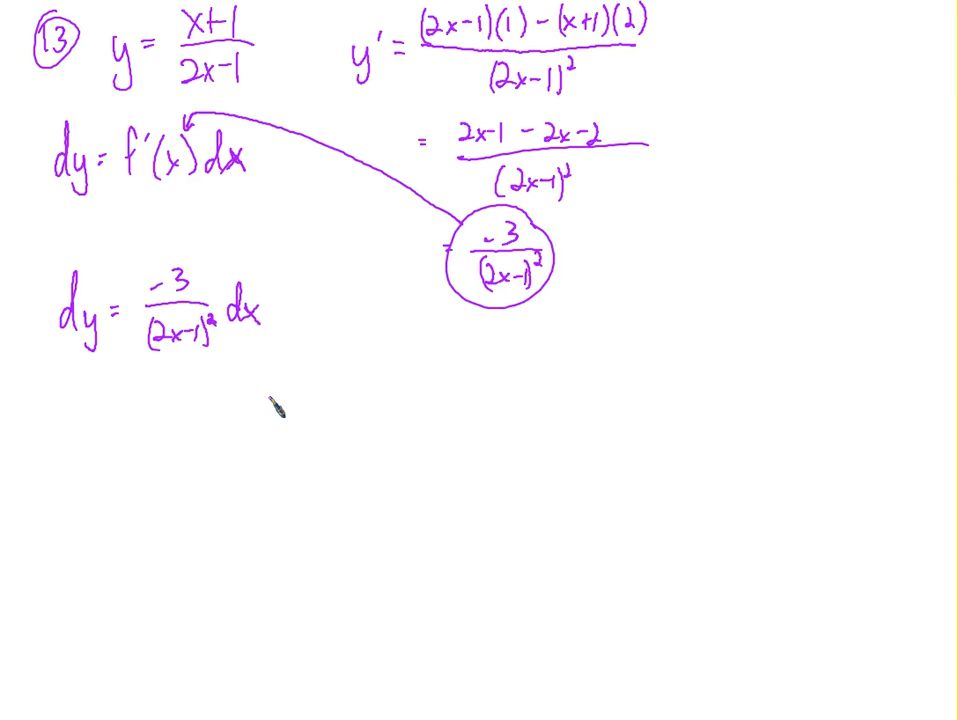 ⑬ y = (x+1)/(2x-1)   y' = ((2x-1)(1) - (x+1)(2))/(2x-1)²
dy = f'(x) dx   = (2x-1 - 2x-2)/(2x-1)²
= -3/(2x-1)²
dy = -3/(2x-1)² dx